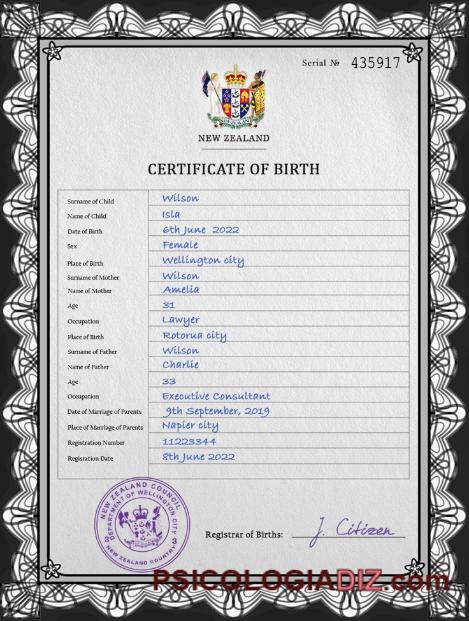 Serial № 435917
NEW ZEALAND
CERTIFICATE OF BIRTH
Surname of Child Wilson
Name of Child Isla
Date of Birth 6th June 2022
Sex Female
Place of Birth Wellington city
Surname of Mother Wilson
Name of Mother Amelia
Age 31
Occupation Lawyer
Place of Birth Rotorua city
Surname of Father Wilson
Name of Father Charlie
Age 33
Occupation Executive Consultant
Date of Marriage of Parents 9th September, 2019
Place of Marriage of Parents Napier city
Registration Number 11223344
Regisration Date 8th June 2022
NEW ZEALAND COUNCIL
DEPARTMENT OF WELLINGTON CITY
NEW ZEALAND COUNTRY
Registrar of Births: J. Citizen
PSICOLOGIADIZ.com